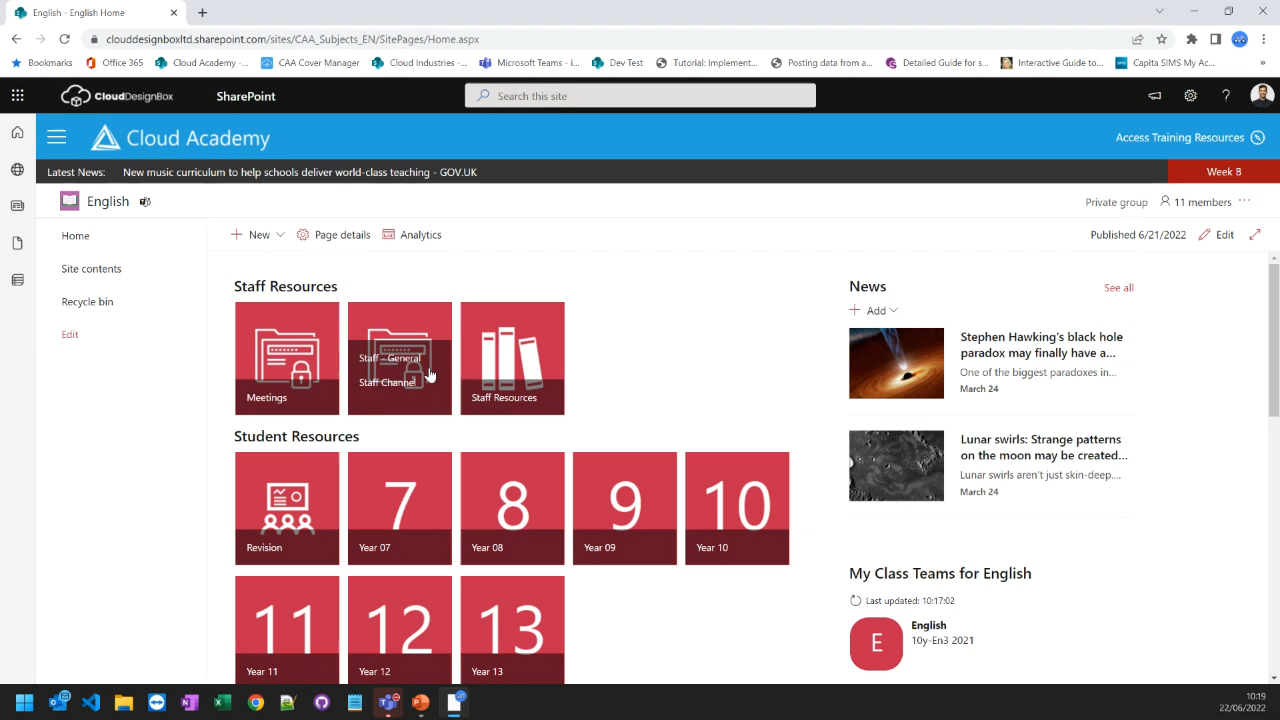 English - English Home
clouddesignboxltd.sharepoint.com/sites/CAA_Subjects_EN/SitePages/Home.aspx
Bookmarks
Office 365
Cloud Academy -...
CAA Cover Manager
Cloud Industries -...
Microsoft Teams - i...
Dev Test
Tutorial: Implement...
Posting data from a...
Detailed Guide for s...
Interactive Guide to...
Capita SIMS My Ac...
»
CloudDesignBox
SharePoint
Search this site
Cloud Academy
Access Training Resources
Latest News:
New music curriculum to help schools deliver world-class teaching - GOV.UK
Week B
English
Private group
11 members
Home
Site contents
Recycle bin
Edit
New
Page details
Analytics
Published 6/21/2022
Edit
Staff Resources
Meetings
Staff - General
Staff Channel
Staff Resources
Student Resources
Revision
7
Year 07
8
Year 08
9
Year 09
10
Year 10
11
Year 11
12
Year 12
13
Year 13
News
See all
Add
Stephen Hawking's black hole
paradox may finally have a...
One of the biggest paradoxes in...
March 24
Lunar swirls: Strange patterns
on the moon may be created...
Lunar swirls aren't just skin-deep....
March 24
My Class Teams for English
Last updated: 10:17:02
E
English
10y-En3 2021
10:19
22/06/2022